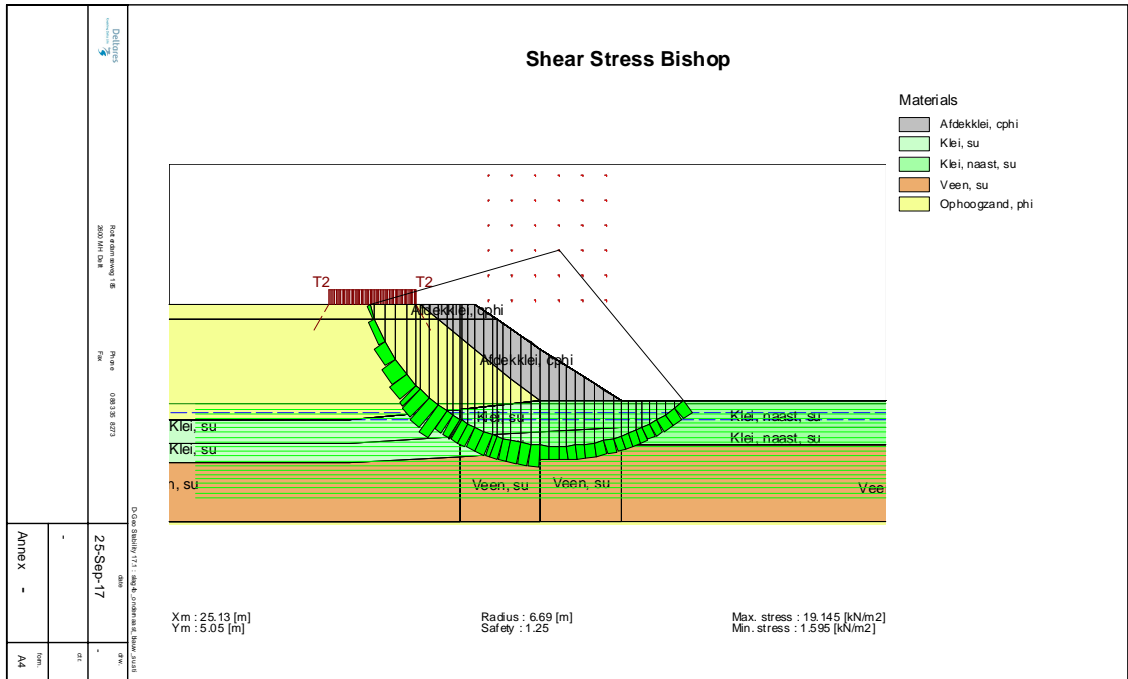 Shear Stress Bishop
Materials
Afdekklei, cphi
Klei, su
Klei, naast, su
Veen, su
Ophoogzand, phi
T2
T2
Afdekklei, cphi
Afdekklei, cphi
Klei, su
Klei, naast, su
Klei, su
Klei, naast, su
Klei, su
n, su
Veen, su
Veen, su
Vee
Xm : 25.13 [m]
Ym : 5.05 [m]
Radius : 6.69 [m]
Safety : 1.25
Max. stress : 19.145 [kN/m2]
Min. stress : 1.595 [kN/m2]
Deltares
Rotterdamseweg 185
2600 MH Delft
Phone
088 335 8273
Fax
date
25-Sep-17
drw.
-
ctr.
-
Annex -
form.
A4
D-Geo Stability 17.1 :